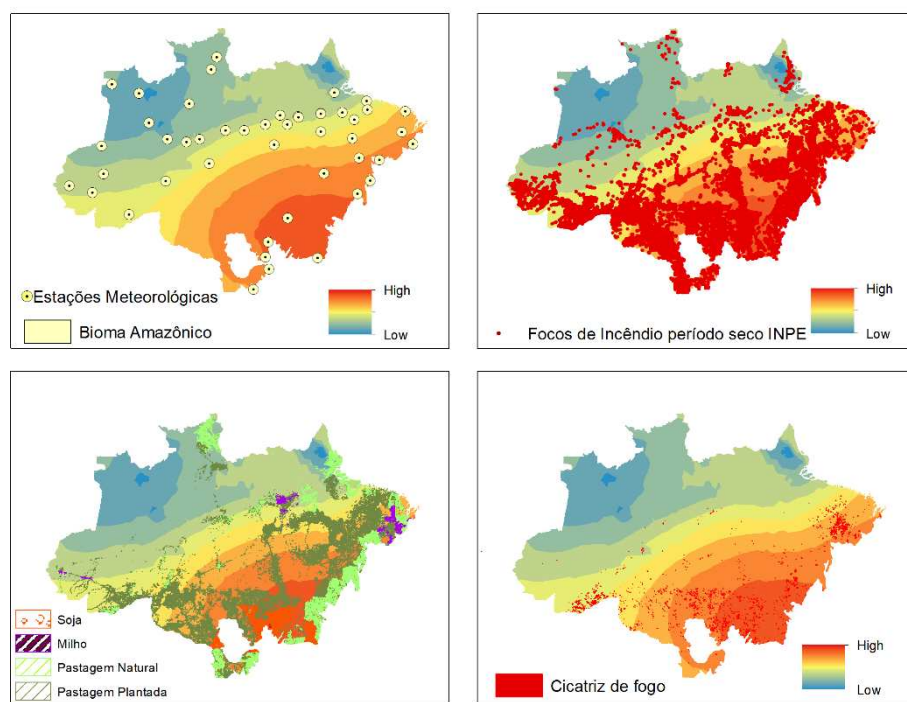 Estações Meteorológicas
Bioma Amazônico
High
Low
Focos de Incêndio período seco INPE
High
Low
Soja
Milho
Pastagem Natural
Pastagem Plantada
Cicatriz de fogo
High
Low